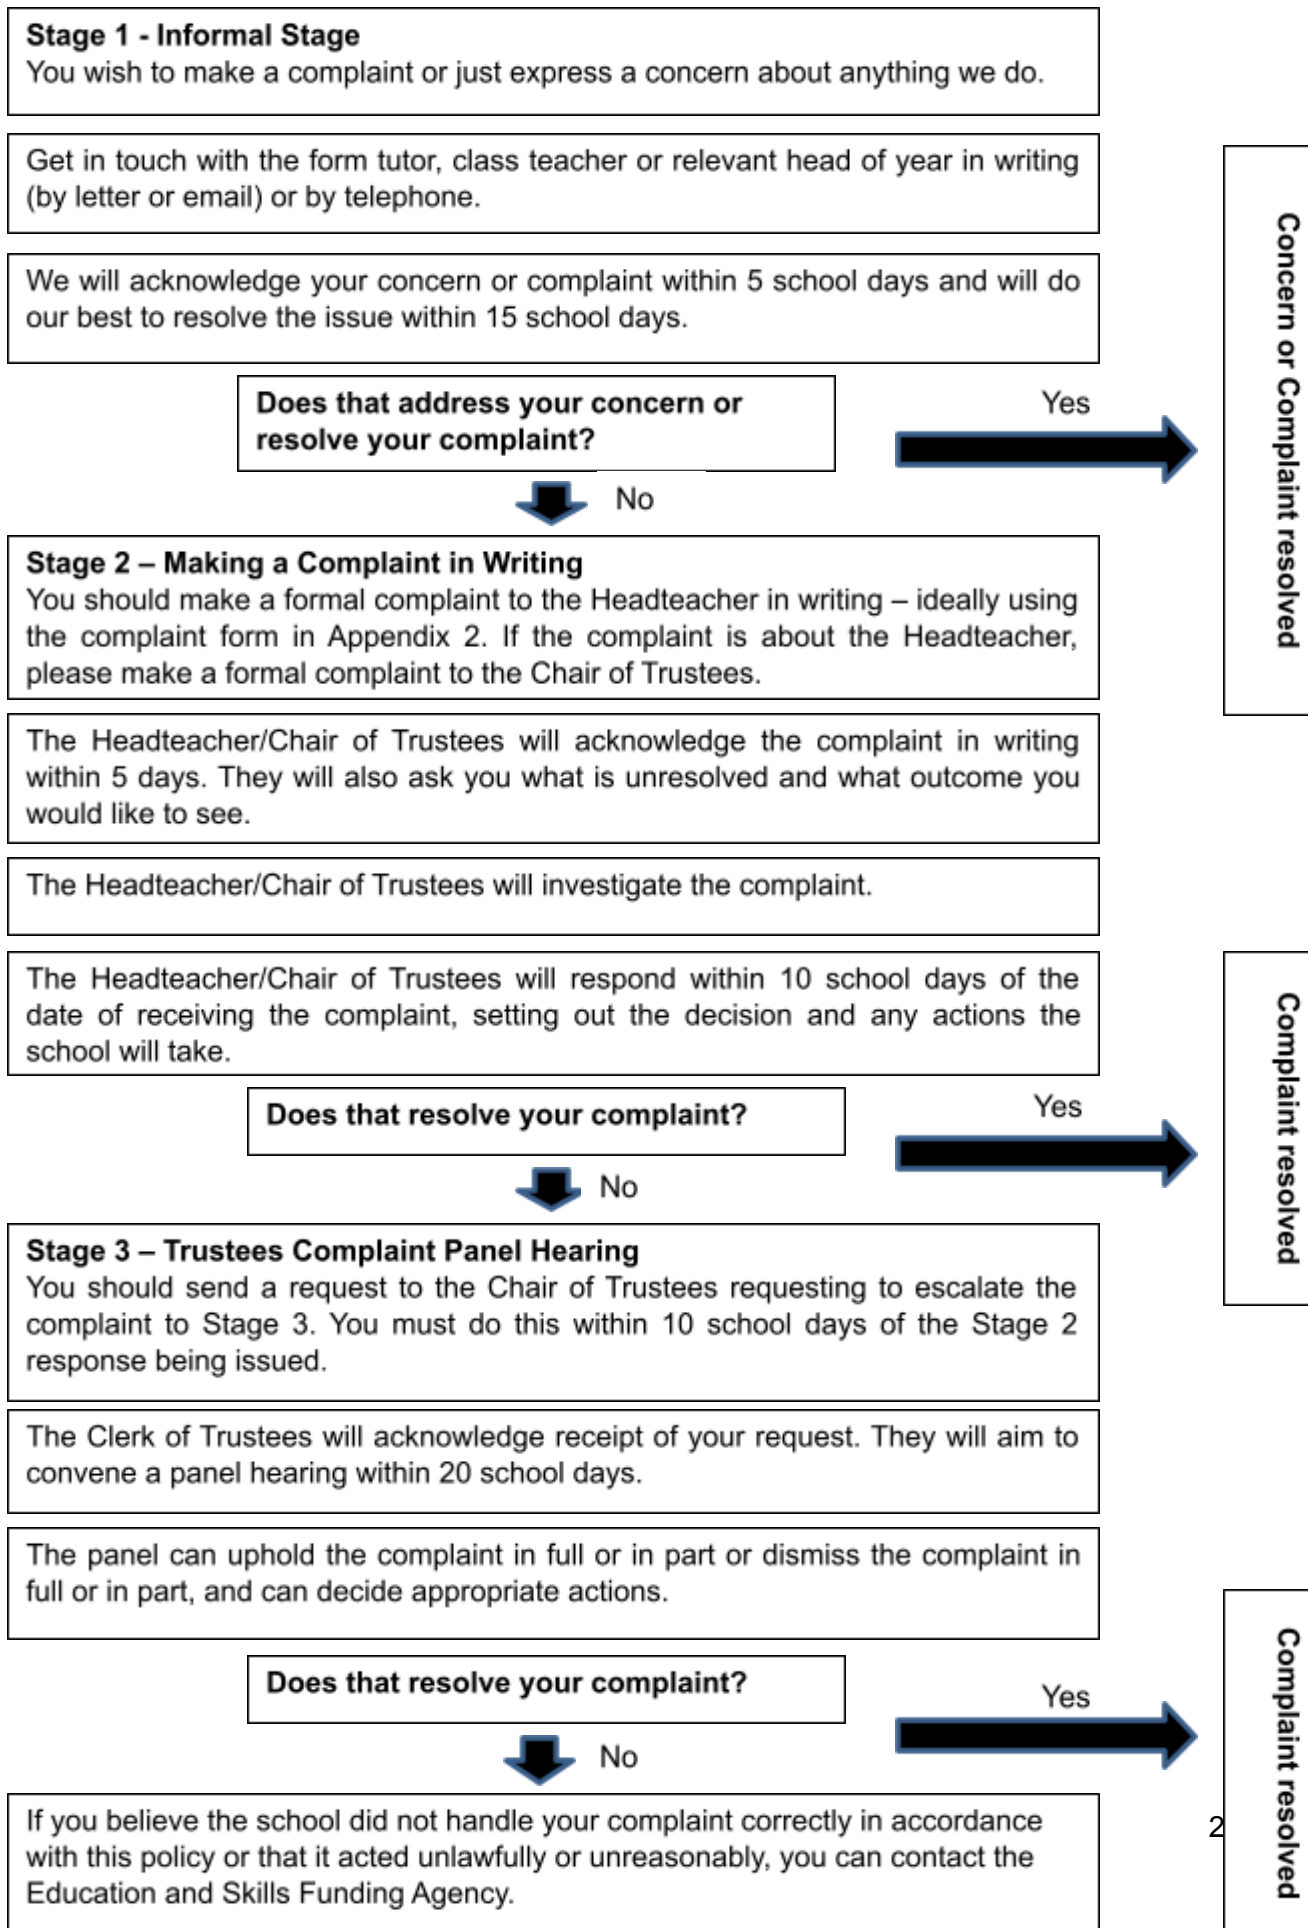 Stage 1 - Informal Stage
You wish to make a complaint or just express a concern about anything we do.
Get in touch with the form tutor, class teacher or relevant head of year in writing
(by letter or email) or by telephone.
We will acknowledge your concern or complaint within 5 school days and will do
our best to resolve the issue within 15 school days.
Does that address your concern or
resolve your complaint?
Yes
Concern or Complaint resolved
No
Stage 2 – Making a Complaint in Writing
You should make a formal complaint to the Headteacher in writing – ideally using
the complaint form in Appendix 2. If the complaint is about the Headteacher,
please make a formal complaint to the Chair of Trustees.
The Headteacher/Chair of Trustees will acknowledge the complaint in writing
within 5 days. They will also ask you what is unresolved and what outcome you
would like to see.
The Headteacher/Chair of Trustees will investigate the complaint.
The Headteacher/Chair of Trustees will respond within 10 school days of the
date of receiving the complaint, setting out the decision and any actions the
school will take.
Does that resolve your complaint?
Yes
Complaint resolved
No
Stage 3 – Trustees Complaint Panel Hearing
You should send a request to the Chair of Trustees requesting to escalate the
complaint to Stage 3. You must do this within 10 school days of the Stage 2
response being issued.
The Clerk of Trustees will acknowledge receipt of your request. They will aim to
convene a panel hearing within 20 school days.
The panel can uphold the complaint in full or in part or dismiss the complaint in
full or in part, and can decide appropriate actions.
Does that resolve your complaint?
Yes
Complaint resolved
No
If you believe the school did not handle your complaint correctly in accordance
with this policy or that it acted unlawfully or unreasonably, you can contact the
Education and Skills Funding Agency.
2